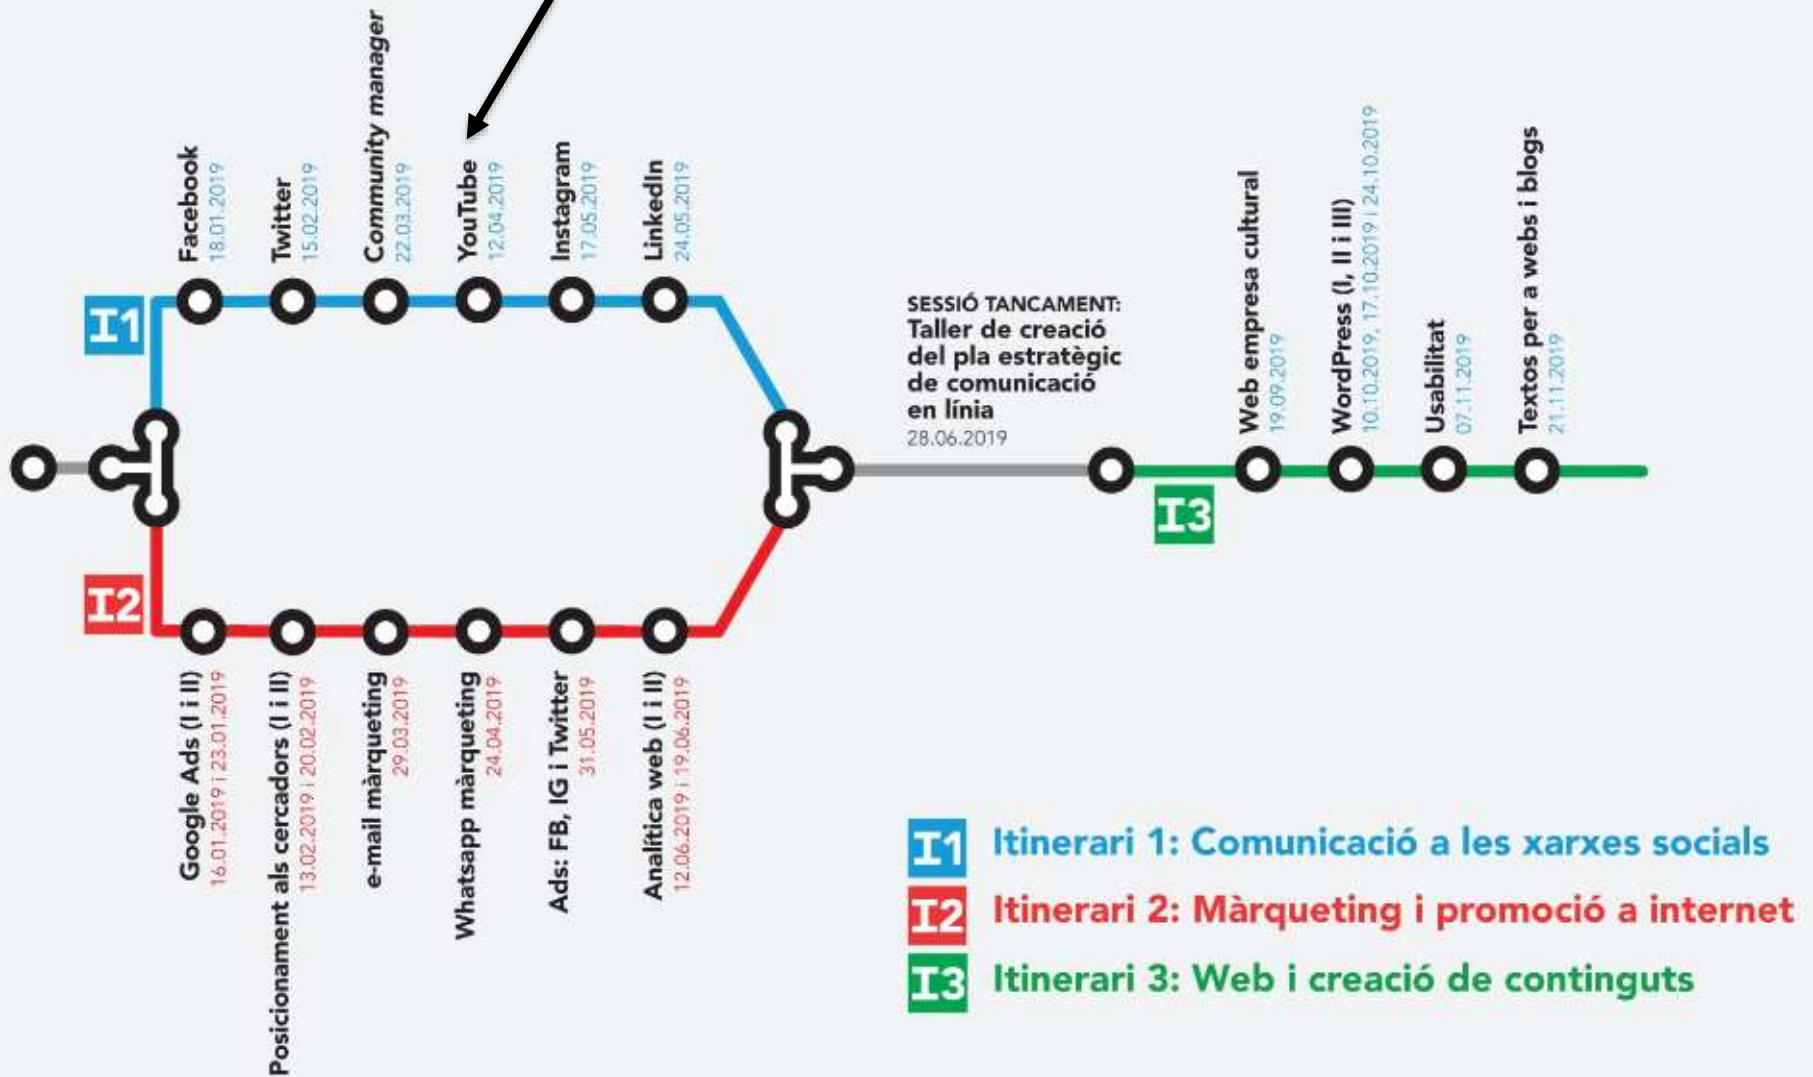 Facebook
18.01.2019
Twitter
15.02.2019
Community manager
22.03.2019
YouTube
12.04.2019
Instagram
17.05.2019
LinkedIn
24.05.2019
I1
I2
Google Ads (I i II)
16.01.2019 i 23.01.2019
Posicionament als cercadors (I i II)
13.02.2019 i 20.02.2019
e-mail màrqueting
29.03.2019
Whatsapp màrqueting
24.04.2019
Ads: FB, IG i Twitter
31.05.2019
Analítica web (I i II)
12.06.2019 i 19.06.2019
SESSIÓ TANCAMENT:
Taller de creació
del pla estratègic
de comunicació
en línia
28.06.2019
I3
Web empresa cultural
19.09.2019
WordPress (I, II i III)
10.10.2019, 17.10.2019 i 24.10.2019
Usabilitat
07.11.2019
Textos per a webs i blogs
21.11.2019
I1 Itinerari 1: Comunicació a les xarxes socials
I2 Itinerari 2: Màrqueting i promoció a internet
I3 Itinerari 3: Web i creació de continguts